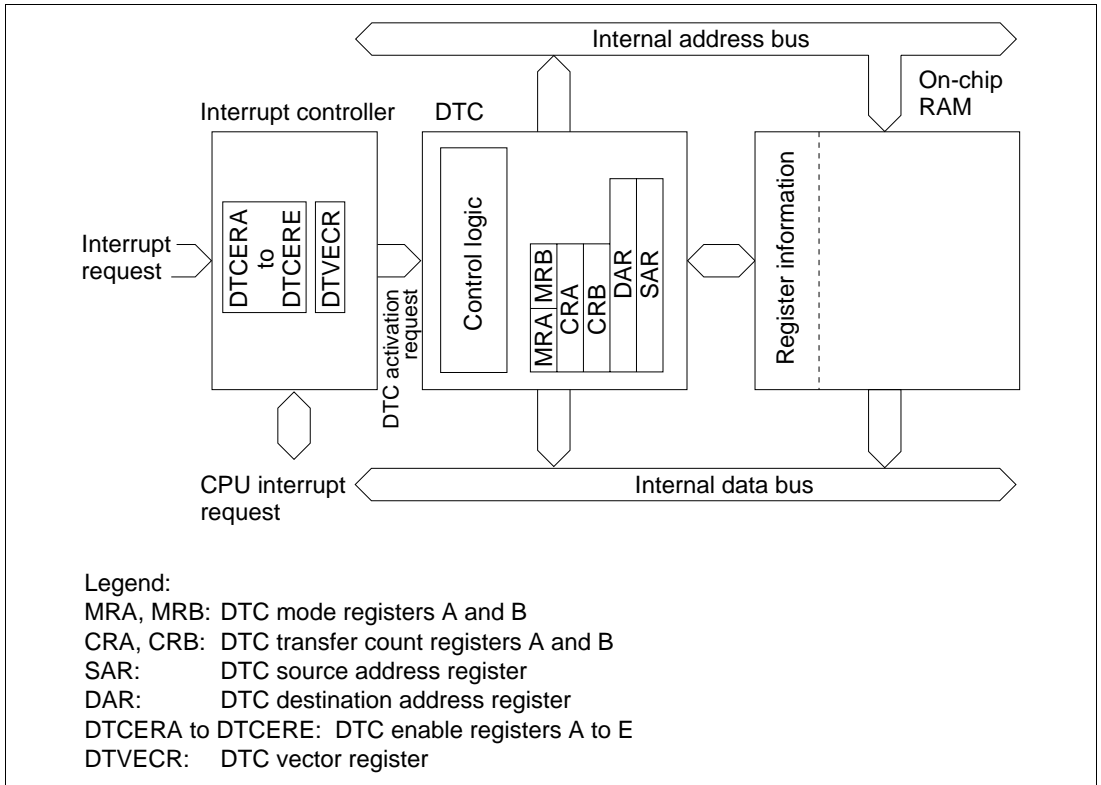 Internal address bus
On-chip
RAM
Interrupt controller
DTC
Interrupt
request
DTCERA
to
DTCERE
DTVECR
DTC activation
request
Control logic
MRA
MRB
CRA
CRB
DAR
SAR
Register information
CPU interrupt
request
Internal data bus
Legend:
MRA, MRB: DTC mode registers A and B
CRA, CRB: DTC transfer count registers A and B
SAR: DTC source address register
DAR: DTC destination address register
DTCERA to DTCERE: DTC enable registers A to E
DTVECR: DTC vector register